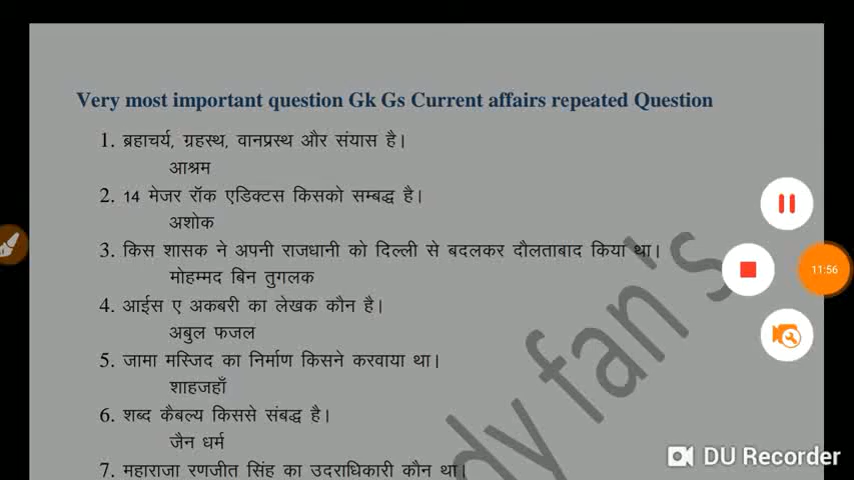 Very most important question Gk Gs Current affairs repeated Question
1. ब्रहाचर्य, ग्रहस्थ, वानप्रस्थ और संयास है।
आश्रम
2. 14 मेजर रॉक एडिक्टस किसको सम्बद्ध है।
अशोक
3. किस शासक ने अपनी राजधानी को दिल्ली से बदलकर दौलताबाद किया था।
मोहम्मद बिन तुगलक
4. आईस ए अकबरी का लेखक कौन है।
अबुल फजल
5. जामा मस्जिद का निर्माण किसने करवाया था।
शाहजहाँ
6. शब्द कैबल्य किससे संबद्ध है।
जैन धर्म
7. महाराजा रणजीत सिंह का उदराधिकारी कौन था।
dy fan's
11:56
DU Recorder